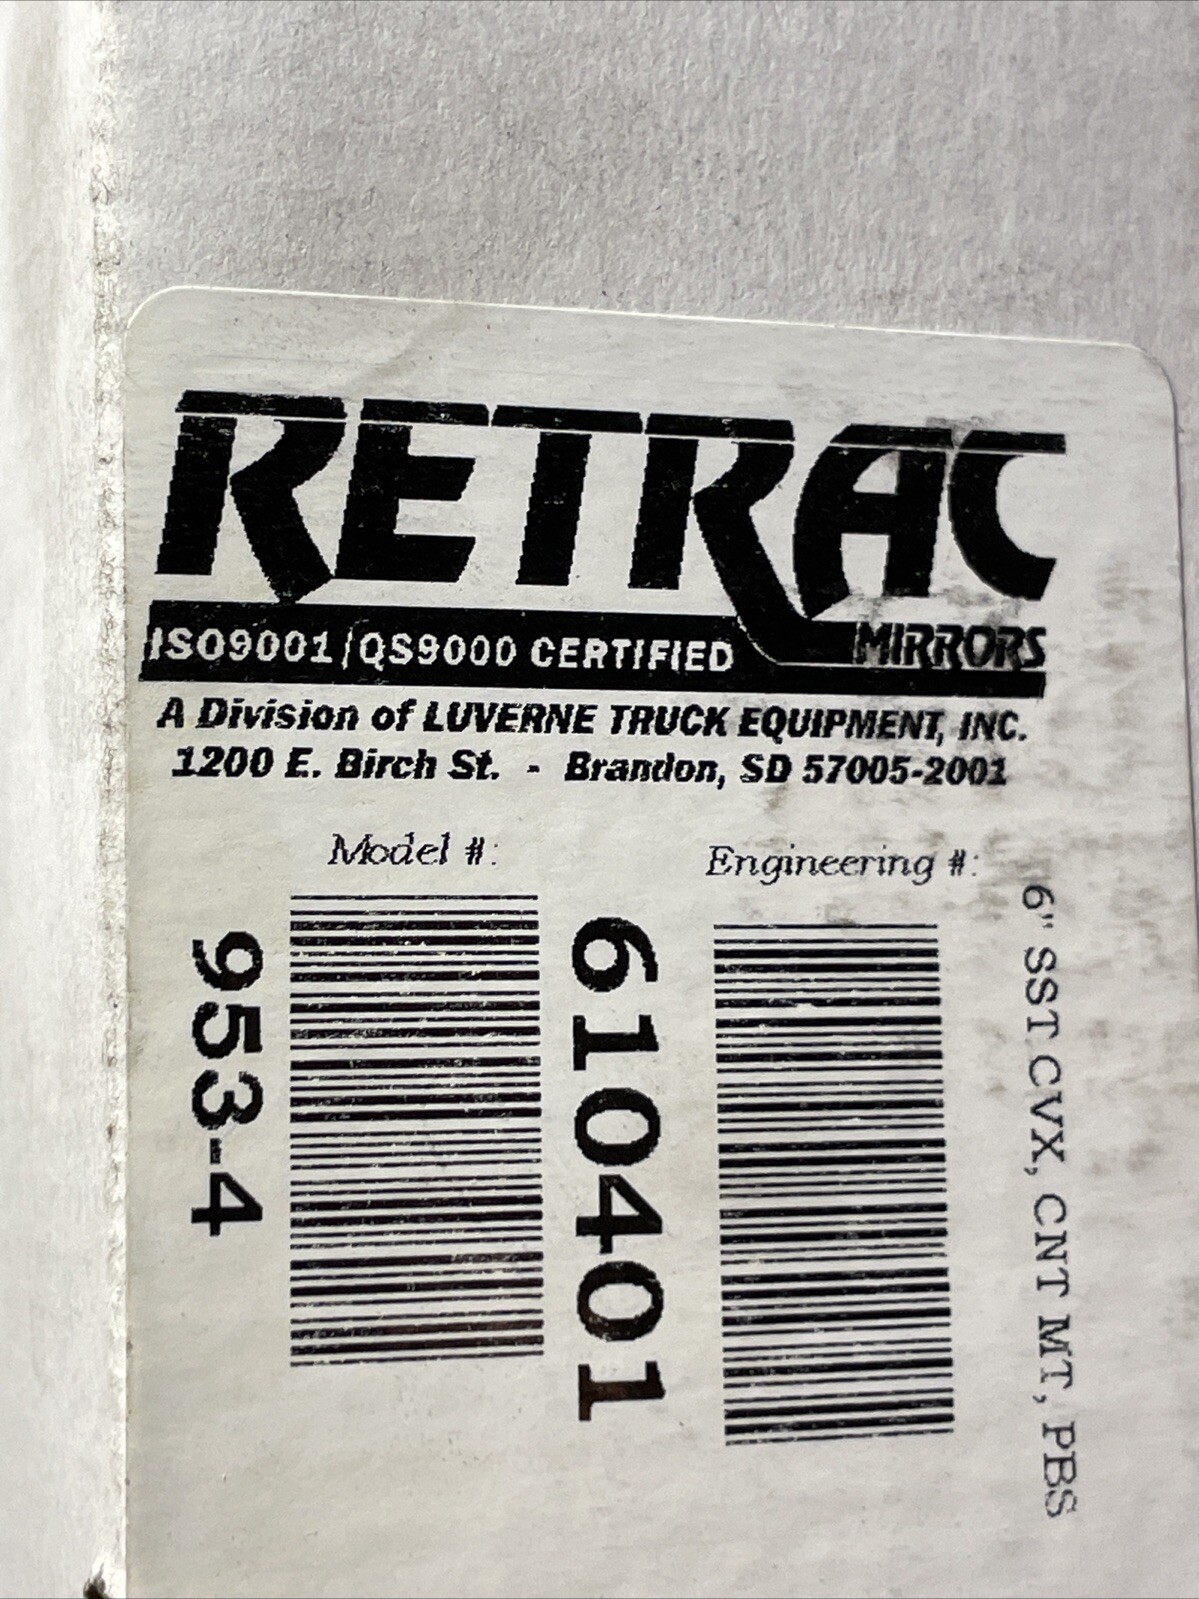 RETRAC
MIRRORS
ISO9001/QS9000 CERTIFIED
A Division of LUVERNE TRUCK EQUIPMENT, INC.
1200 E. Birch St. - Brandon, SD 57005-2001
Model #:
953-4
Engineering #:
610401
6" SST CVX, CNT MT, PBS